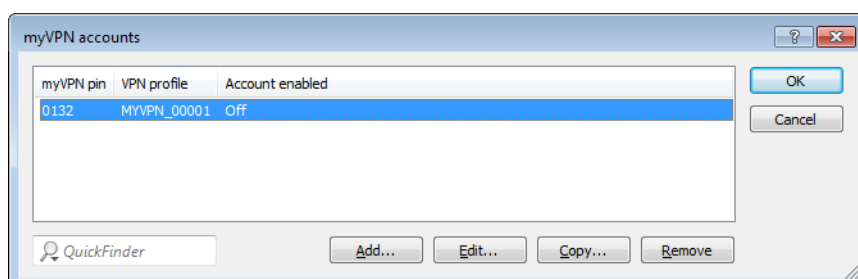 myVPN accounts
?
myVPN pin VPN profile Account enabled
0132 MYVPN_00001 Off
OK
Cancel
QuickFinder
Add... Edit... Copy... Remove